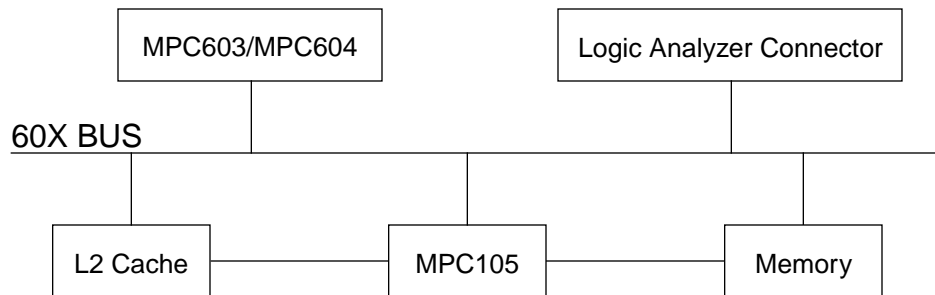 MPC603/MPC604
Logic Analyzer Connector
60X BUS
L2 Cache
MPC105
Memory